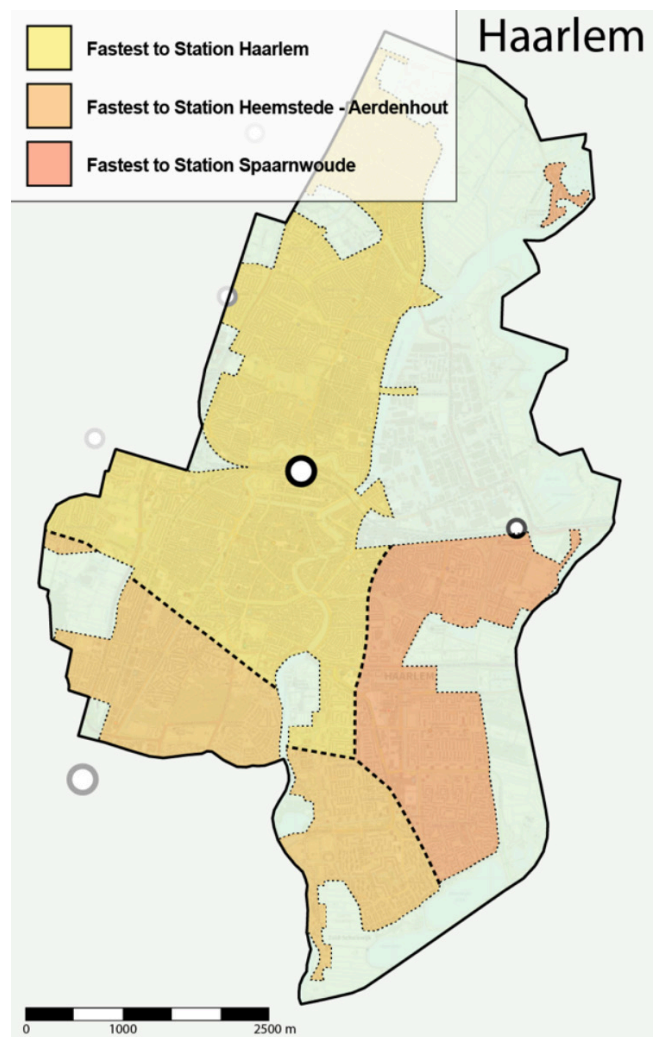 Haarlem
Fastest to Station Haarlem
Fastest to Station Heemstede - Aerdenhout
Fastest to Station Spaarnwoude
HAARLEM
0 1000 2500 m